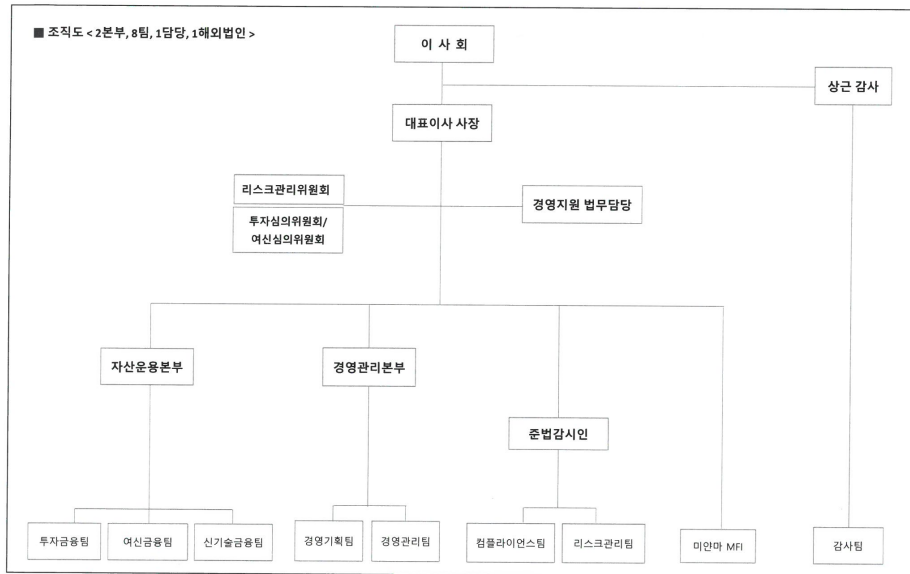 ■ 조직도 < 2본부, 8팀, 1담당, 1해외법인 >
이 사 회
상근 감사
대표이사 사장
리스크관리위원회
경영지원 법무담당
투자심의위원회/
여신심의위원회
자산운용본부
경영관리본부
준법감시인
투자금융팀
여신금융팀
신기술금융팀
경영기획팀
경영관리팀
컴플라이언스팀
리스크관리팀
미얀마 MFI
감사팀